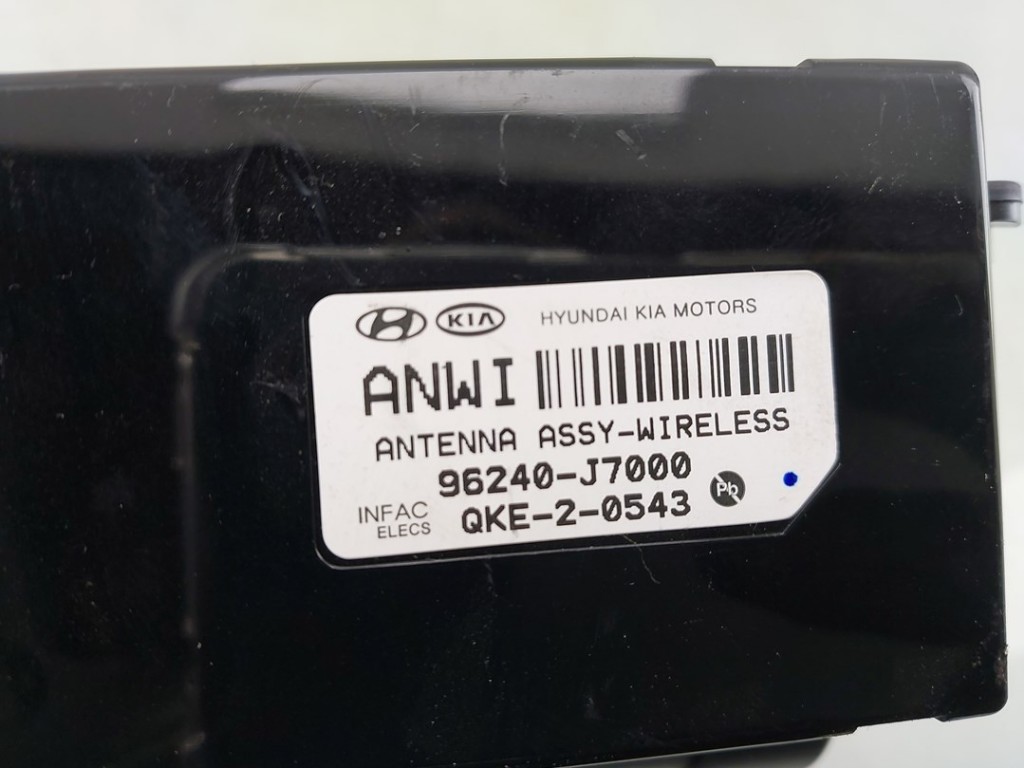 KIA HYUNDAI KIA MOTORS
ANWI
ANTENNA ASSY-WIRELESS
96240-J7000
Pb
INFAC
ELECS
QKE-2-0543